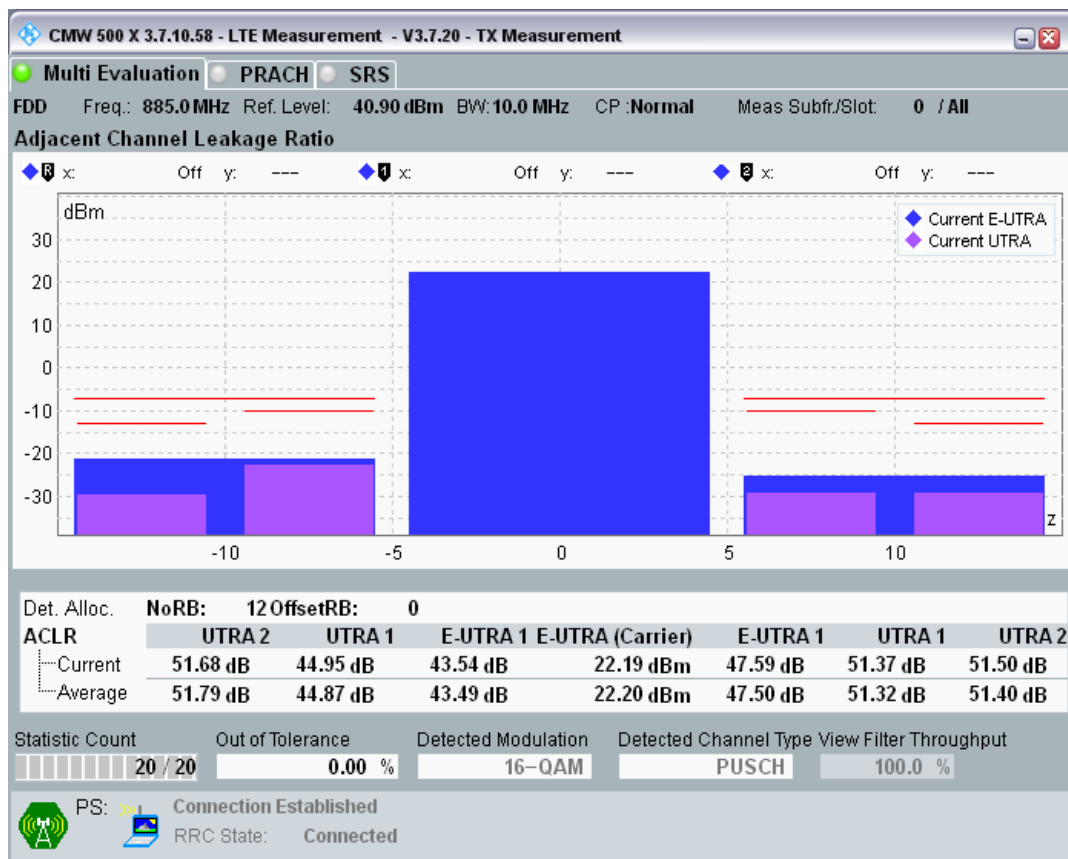 CMW 500 X 3.7.10.58 - LTE Measurement - V3.7.20 - TX Measurement
Multi Evaluation PRACH SRS
FDD Freq.: 885.0 MHz Ref. Level: 40.90 dBm BW: 10.0 MHz CP :Normal Meas Subfr./Slot: 0 / All
Adjacent Channel Leakage Ratio
R x: Off y: --- 1 x: Off y: --- 2 x: Off y: ---
dBm
Current E-UTRA
Current UTRA
30
20
10
0
-10
-20
-30
z
-10 -5 0 5 10
Det. Alloc. NoRB: 12 OffsetRB: 0
ACLR UTRA 2 UTRA 1 E-UTRA 1 E-UTRA (Carrier) E-UTRA 1 UTRA 1 UTRA 2
Current 51.68 dB 44.95 dB 43.54 dB 22.19 dBm 47.59 dB 51.37 dB 51.50 dB
Average 51.79 dB 44.87 dB 43.49 dB 22.20 dBm 47.50 dB 51.32 dB 51.40 dB
Statistic Count Out of Tolerance Detected Modulation Detected Channel Type View Filter Throughput
20 / 20 0.00 % 16-QAM PUSCH 100.0 %
PS: Connection Established
RRC State: Connected